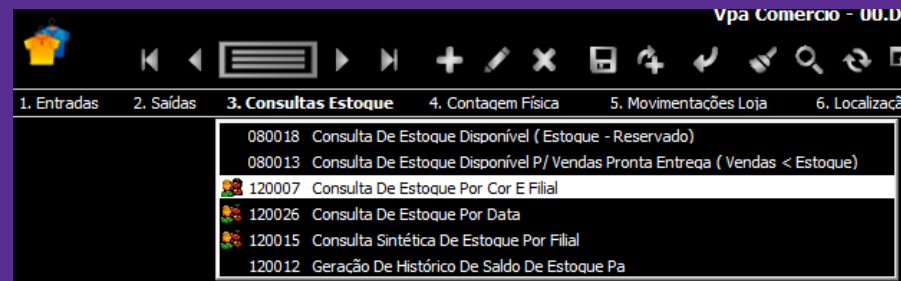 Vpa Comercio - 00.D
1. Entradas 2. Saídas 3. Consultas Estoque 4. Contagem Física 5. Movimentações Loja 6. Localizaçã
080018 Consulta De Estoque Disponível ( Estoque - Reservado)
080013 Consulta De Estoque Disponível P/ Vendas Pronta Entrega ( Vendas < Estoque)
120007 Consulta De Estoque Por Cor E Filial
120026 Consulta De Estoque Por Data
120015 Consulta Sintética De Estoque Por Filial
120012 Geração De Histórico De Saldo De Estoque Pa